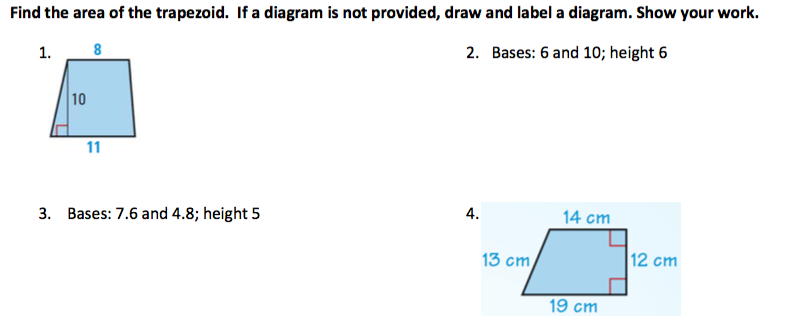 Find the area of the trapezoid. If a diagram is not provided, draw and label a diagram. Show your work.
1.
8
10
11
2. Bases: 6 and 10; height 6
3. Bases: 7.6 and 4.8; height 5
4.
14 cm
13 cm
12 cm
19 cm